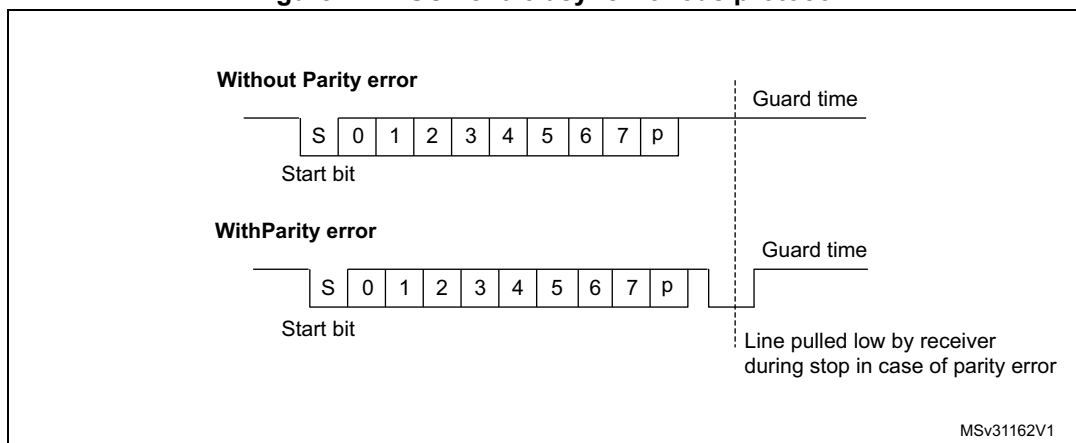 Without Parity error
Guard time
S 0 1 2 3 4 5 6 7 p
Start bit
WithParity error
Guard time
S 0 1 2 3 4 5 6 7 p
Start bit
Line pulled low by receiver
during stop in case of parity error
MSv31162V1